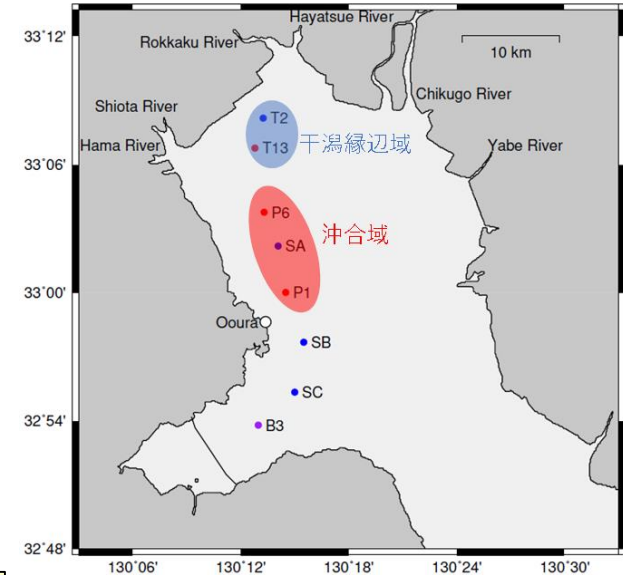 Hayatsue River
33°12'
Rokkaku River
10 km
Chikugo River
Shiota River
T2
Hama River
T13
干潟縁辺域
Yabe River
33°06'
P6
SA
沖合域
33°00'
P1
Ooura
SB
SC
32°54'
B3
32°48'
130°06'
130°12'
130°18'
130°24'
130°30'